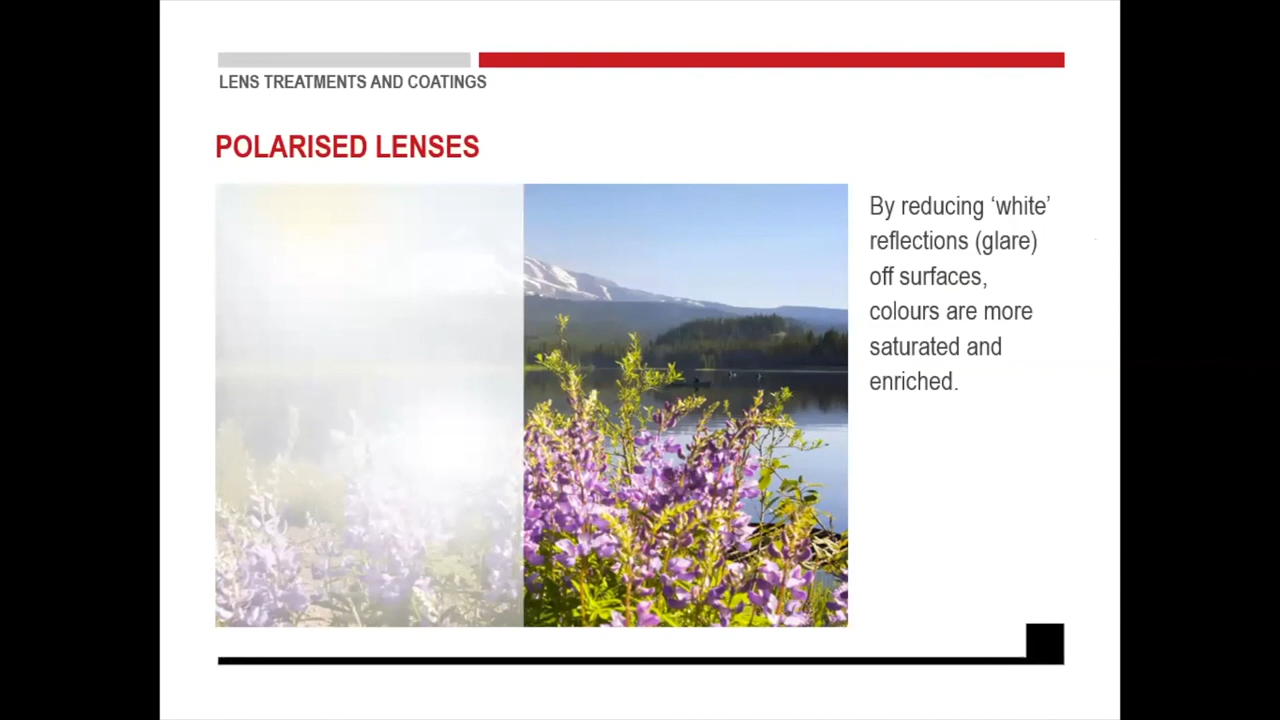 LENS TREATMENTS AND COATINGS
POLARISED LENSES
By reducing ‘white’
reflections (glare)
off surfaces,
colours are more
saturated and
enriched.